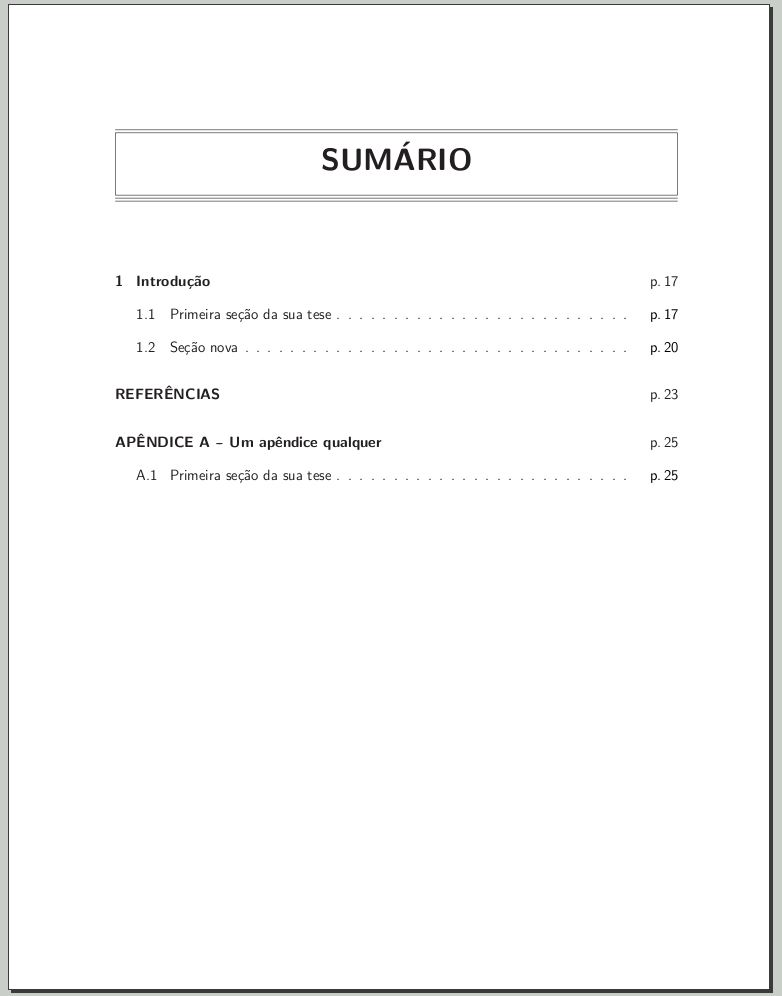 SUMÁRIO
1 Introdução p. 17
1.1 Primeira seção da sua tese . . . . . . . . . . . . . . . . . . . . . . . . . . p. 17
1.2 Seção nova . . . . . . . . . . . . . . . . . . . . . . . . . . . . . . . . . . p. 20
REFERÊNCIAS p. 23
APÊNDICE A – Um apêndice qualquer p. 25
A.1 Primeira seção da sua tese . . . . . . . . . . . . . . . . . . . . . . . . . . p. 25